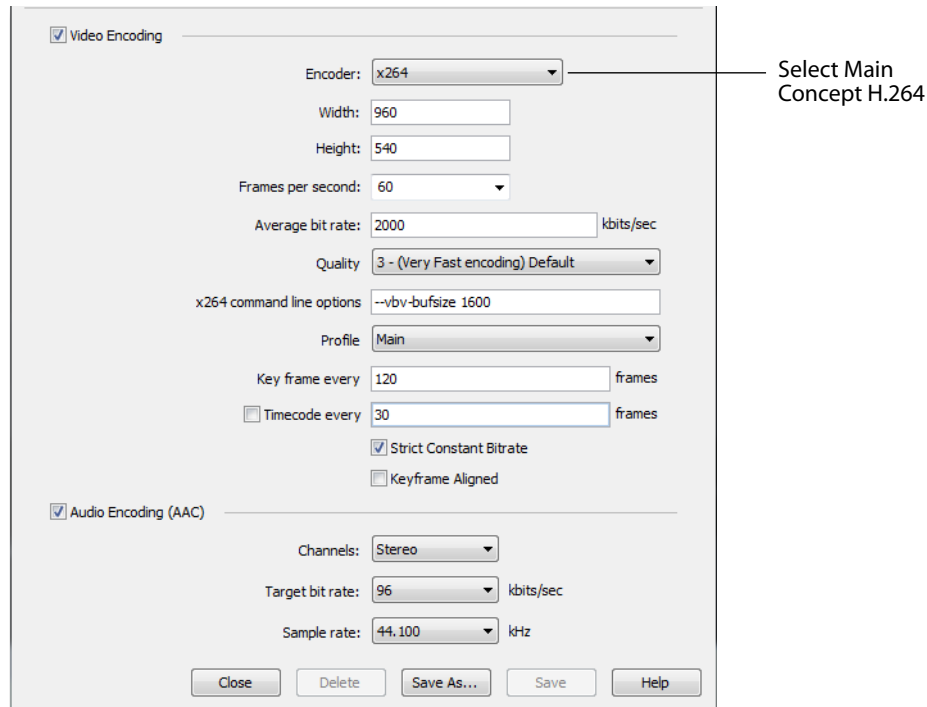 Video Encoding
Encoder: x264
Select Main
Concept H.264
Width: 960
Height: 540
Frames per second: 60
Average bit rate: 2000 kbits/sec
Quality 3 - (Very Fast encoding) Default
x264 command line options --vbv-bufsize 1600
Profile Main
Key frame every 120 frames
Timecode every 30 frames
Strict Constant Bitrate
Keyframe Aligned
Audio Encoding (AAC)
Channels: Stereo
Target bit rate: 96 kbits/sec
Sample rate: 44.100 kHz
Close Delete Save As... Save Help